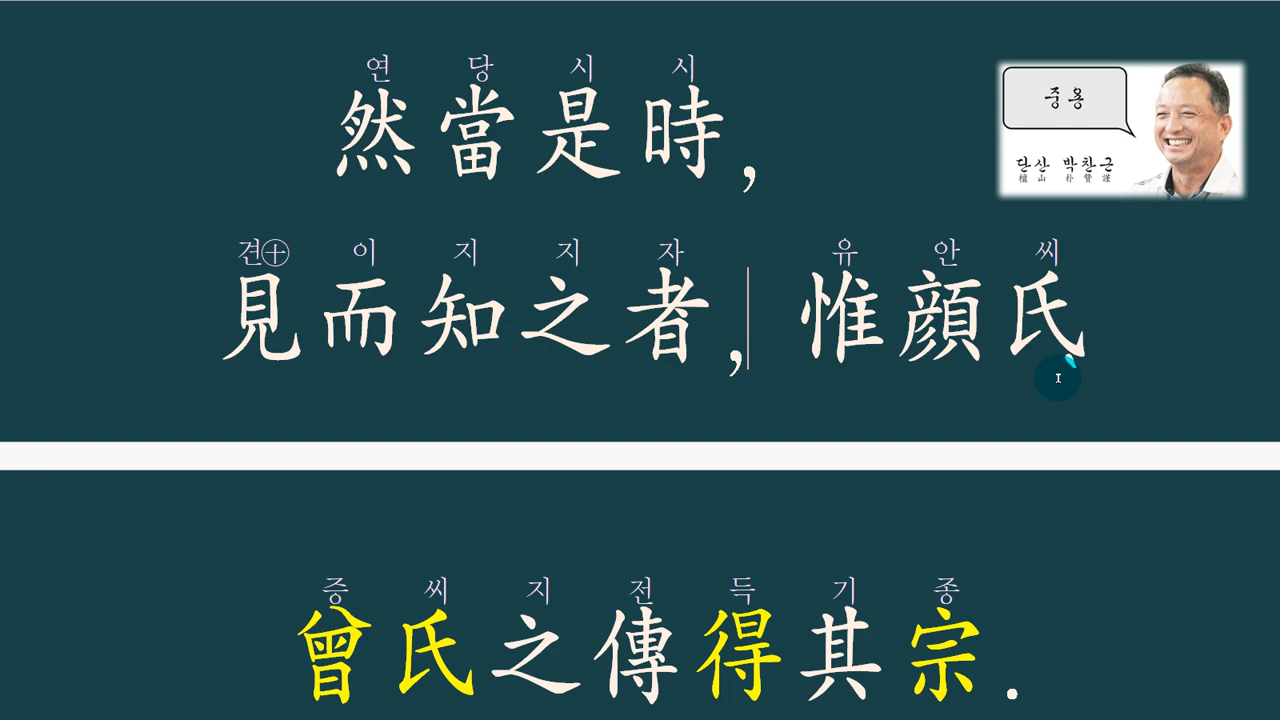 연 당 시 시
然當是時,
중용
단산 박찬근
檀山 朴贊謹
견㊉ 이 지 지 자 유 안 씨
見而知之者, 惟顔氏
증 씨 지 전 득 기 종
曾氏之傳得其宗.